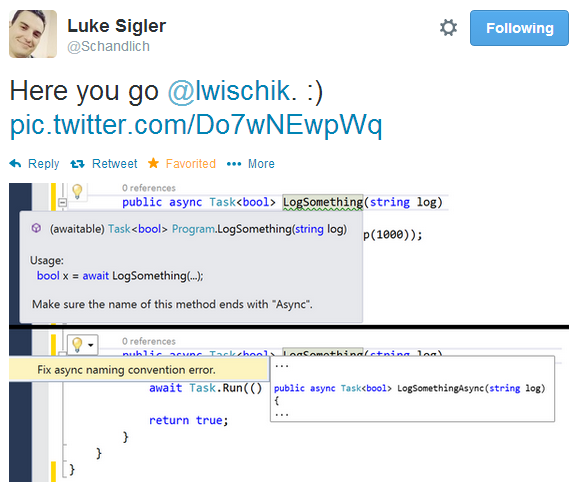 Luke Sigler
@Schandlich
Following
Here you go @lwischik. :)
pic.twitter.com/Do7wNEwpWq
Reply Retweet Favorited More
0 references
public async Task<bool> LogSomething(string log)
(awaitable) Task<bool> Program.LogSomething(string log)
p(1000));
Usage:
bool x = await LogSomething(...);
Make sure the name of this method ends with "Async".
0 references
public async Task<bool> LogSomething(string log)
Fix async naming convention error.
...
await Task.Run(()
public async Task<bool> LogSomethingAsync(string log)
{
...
return true;
}
}
}